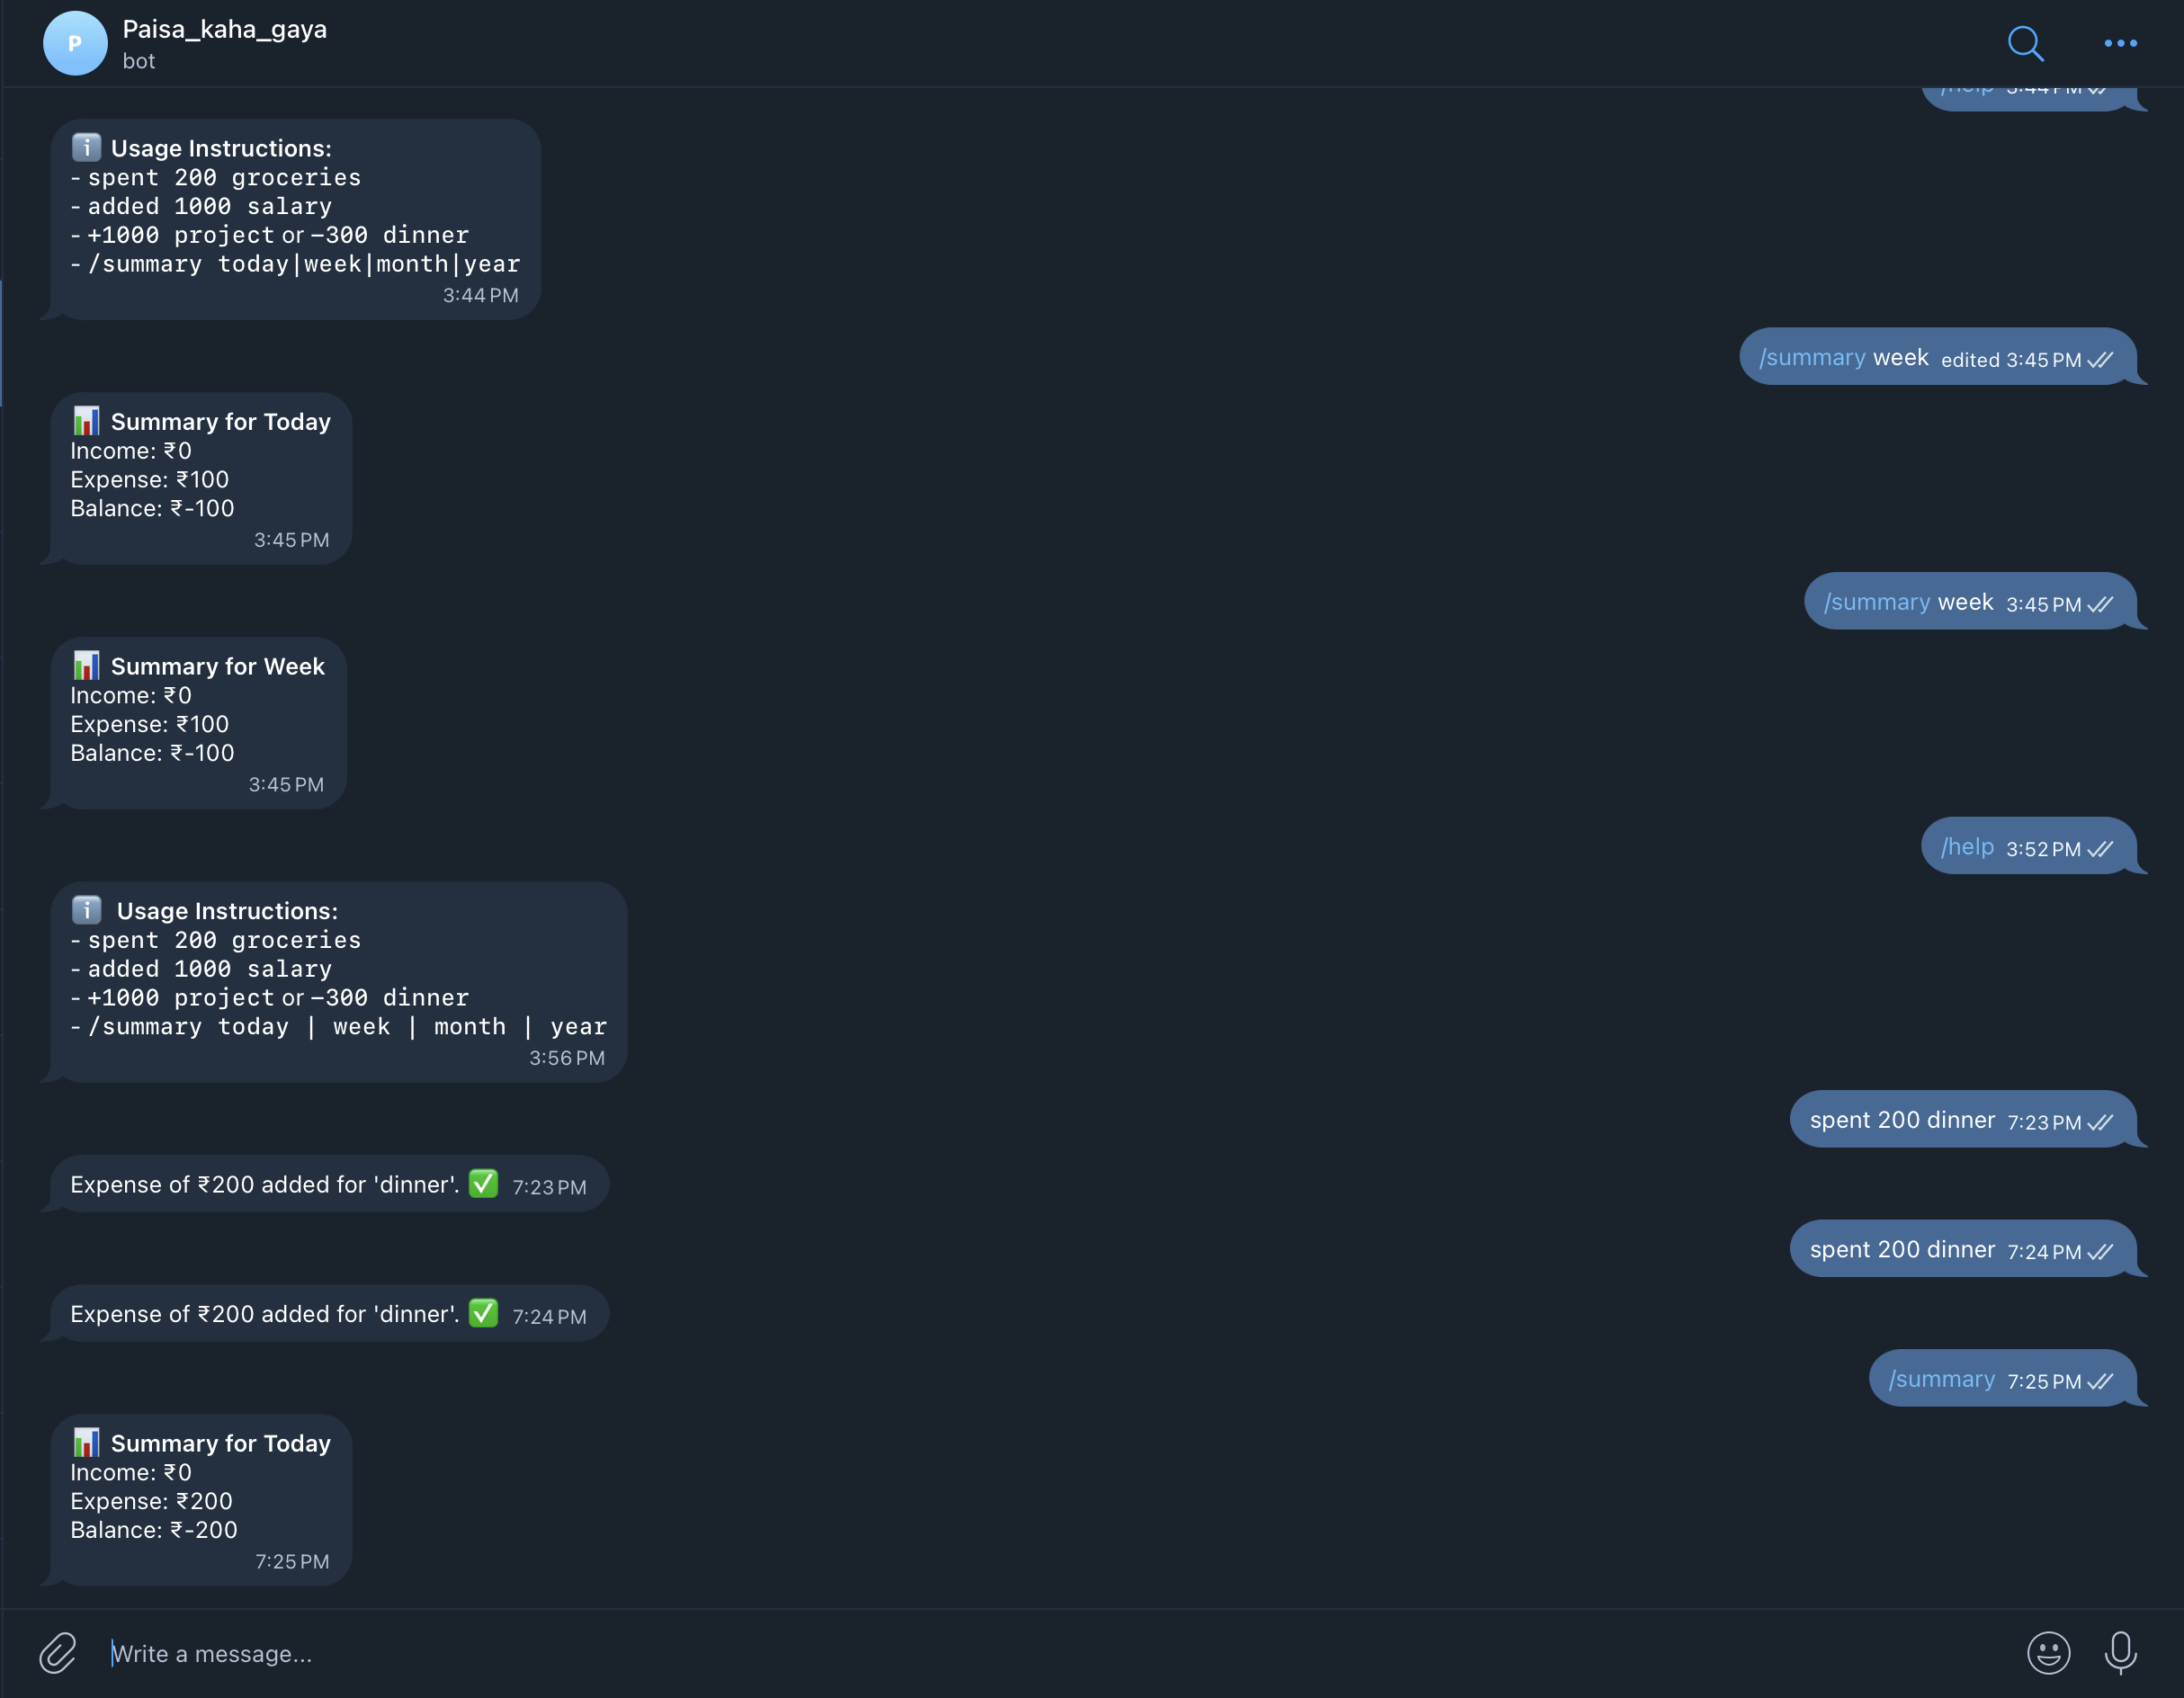 P
Paisa_kaha_gaya
bot
/help 3:44 PM
Usage Instructions:
- spent 200 groceries
- added 1000 salary
- +1000 project or −300 dinner
- /summary today|week|month|year
3:44 PM
/summary week edited 3:45 PM
Summary for Today
Income: ₹0
Expense: ₹100
Balance: ₹-100
3:45 PM
/summary week 3:45 PM
Summary for Week
Income: ₹0
Expense: ₹100
Balance: ₹-100
3:45 PM
/help 3:52 PM
Usage Instructions:
- spent 200 groceries
- added 1000 salary
- +1000 project or −300 dinner
- /summary today | week | month | year
3:56 PM
spent 200 dinner 7:23 PM
Expense of ₹200 added for 'dinner'. ✅ 7:23 PM
spent 200 dinner 7:24 PM
Expense of ₹200 added for 'dinner'. ✅ 7:24 PM
/summary 7:25 PM
Summary for Today
Income: ₹0
Expense: ₹200
Balance: ₹-200
7:25 PM
Write a message...